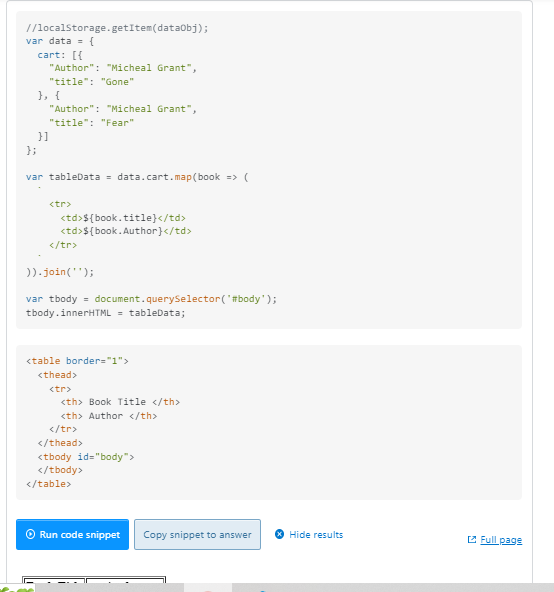 //localStorage.getItem(dataObj);
var data = {
cart: [{
"Author": "Micheal Grant",
"title": "Gone"
}, {
"Author": "Micheal Grant",
"title": "Fear"
}]
};
var tableData = data.cart.map(book => (
`
<tr>
<td>${book.title}</td>
<td>${book.Author}</td>
</tr>
`
)).join('');
var tbody = document.querySelector('#body');
tbody.innerHTML = tableData;
<table border="1">
<thead>
<tr>
<th> Book Title </th>
<th> Author </th>
</tr>
</thead>
<tbody id="body">
</tbody>
</table>
Run code snippet
Copy snippet to answer
Hide results
Full page